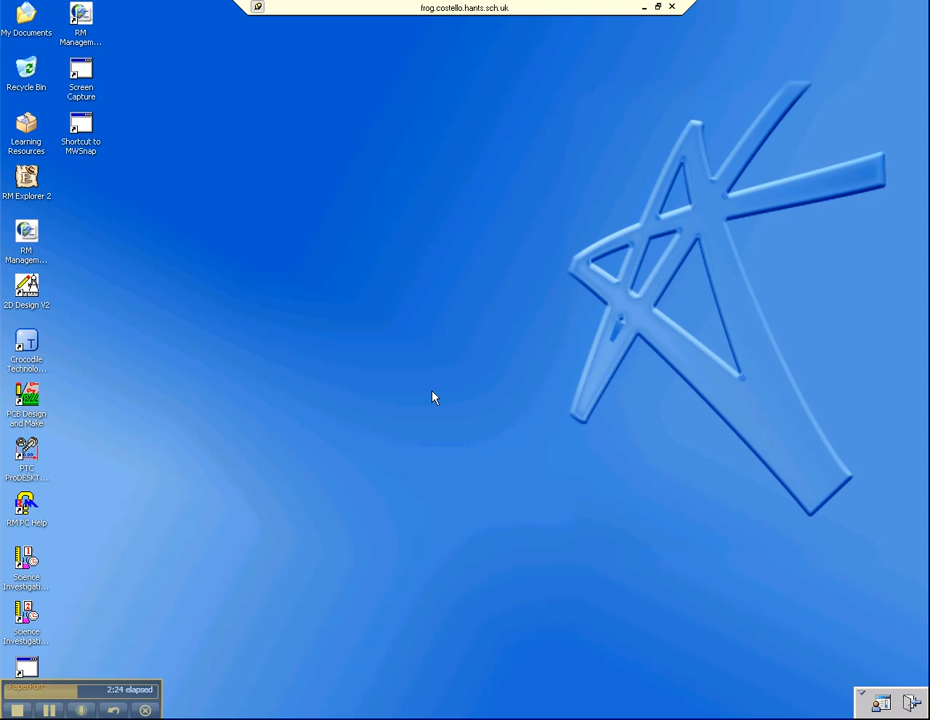 frog.costello.hants.sch.uk
My Documents
RM
Managem...
Recycle Bin
Screen
Capture
Learning
Resources
Shortcut to
MWSnap
RM Explorer 2
RM
Managem...
2D Design V2
Crocodile
Technolo...
PCB Design
and Make
PTC
ProDESKT...
RM PC Help
Science
Investigati...
Science
Investigati...
PaperPort
2:24 elapsed